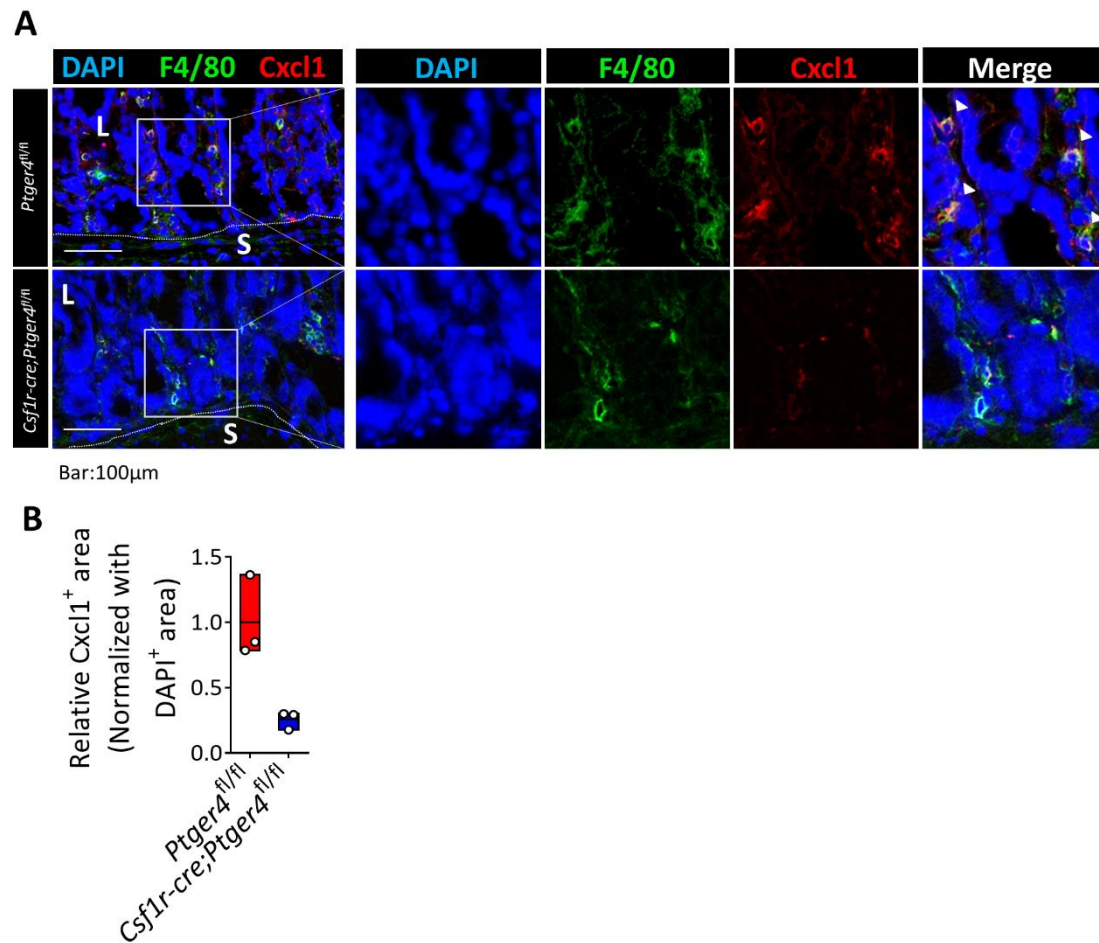 A
DAPI F4/80 Cxcl1 DAPI F4/80 Cxcl1 Merge
Ptger4fl/fl
L
S
Csf1r-cre;Ptger4fl/fl
L
S
Bar:100μm
B
Relative Cxcl1+ area
(Normalized with
DAPI+ area)
1.5
1.0
0.5
0.0
Ptger4fl/fl
Csf1r-cre;Ptger4fl/fl